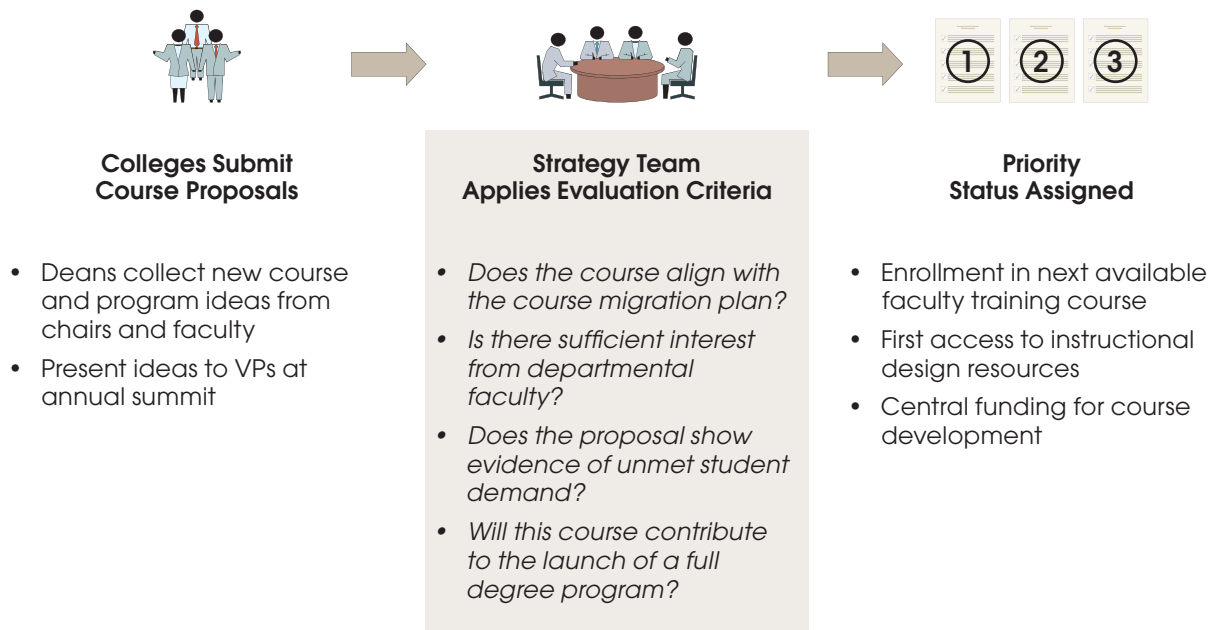 1
2
3
Colleges Submit
Course Proposals
• Deans collect new course
and program ideas from
chairs and faculty
• Present ideas to VPs at
annual summit
Strategy Team
Applies Evaluation Criteria
• Does the course align with
the course migration plan?
• Is there sufficient interest
from departmental
faculty?
• Does the proposal show
evidence of unmet student
demand?
• Will this course contribute
to the launch of a full
degree program?
Priority
Status Assigned
• Enrollment in next available
faculty training course
• First access to instructional
design resources
• Central funding for course
development